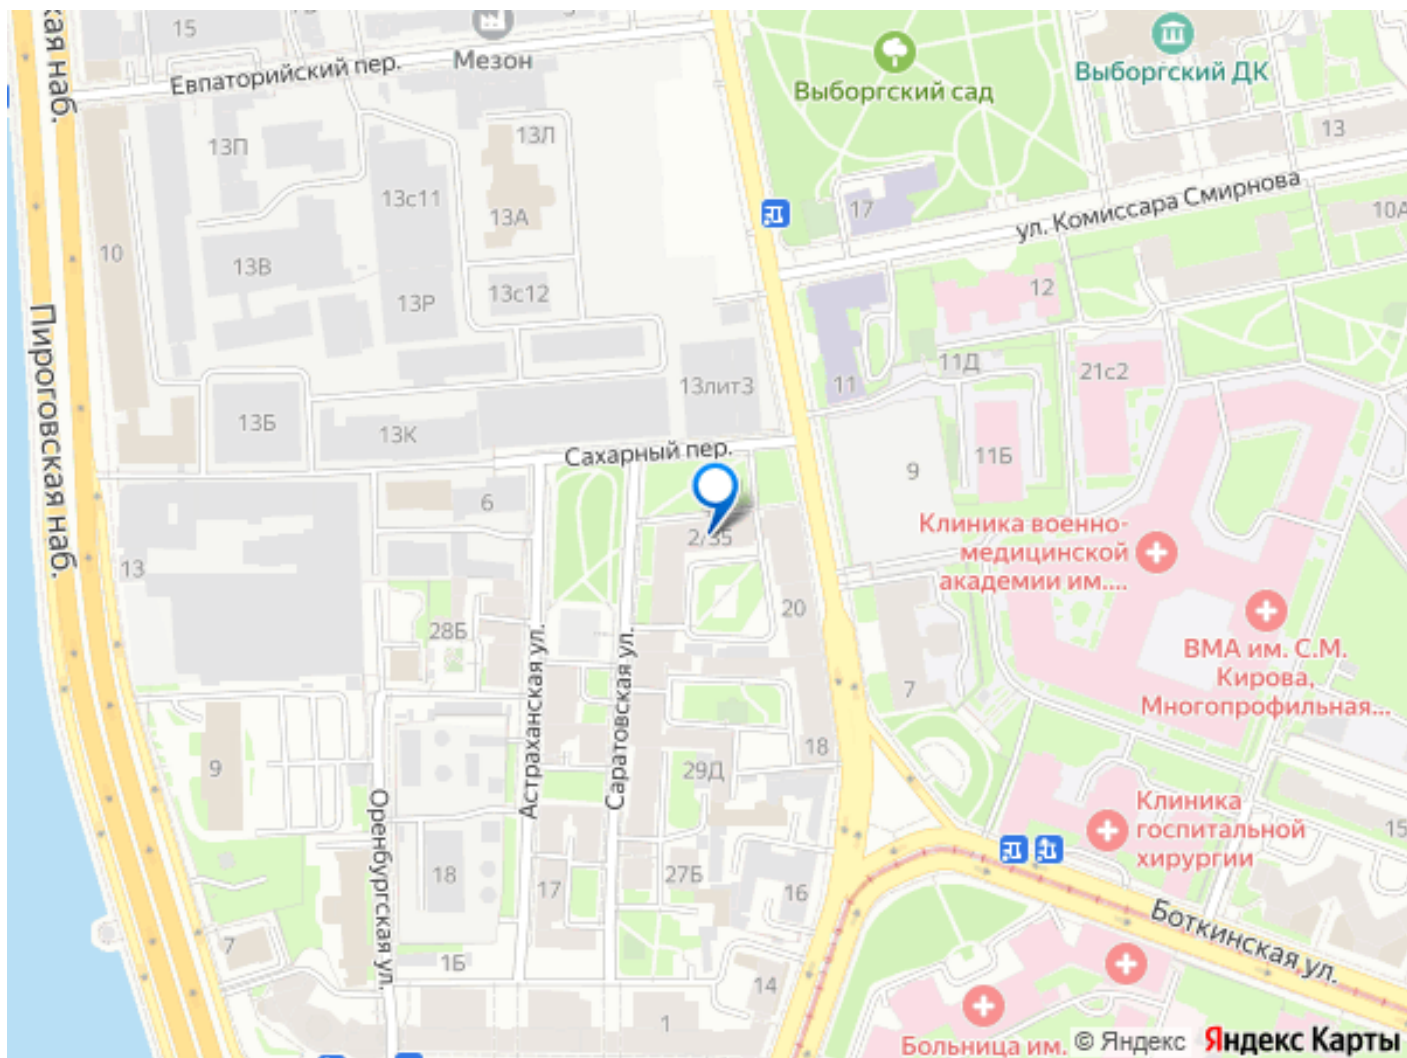 кая наб.
15
Мезон
Евпаторийский пер.
Выборгский сад
Выборгский ДК
13
13П
13Л
13с11
13А
17
ул. Комиссара Смирнова
10А
10
13В
13с12
13Р
12
Пироговская наб.
11Д
21с2
13лит3
11
13Б
13К
Сахарный пер.
11Б
9
6
2/35
Клиника военно-
медицинской
академии им....
13
20
28Б
ВМА им. С.М.
Кирова,
Многопрофильная...
7
Астраханская ул.
Саратовская ул.
18
9
29Д
Оренбургская ул.
Клиника
госпитальной
хирургии
15
18
17
27Б
16
Боткинская ул.
7
1Б
14
1
Больница им.
© Яндекс
Яндекс Карты